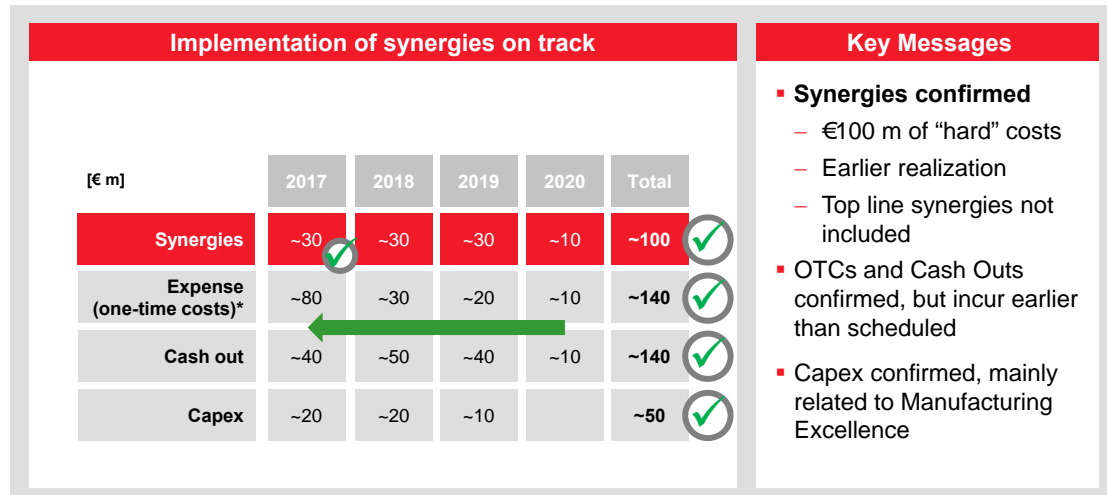 Implementation of synergies on track
[€ m] 2017 2018 2019 2020 Total
Synergies ~30 ~30 ~30 ~10 ~100
Expense
(one-time costs)* ~80 ~30 ~20 ~10 ~140
Cash out ~40 ~50 ~40 ~10 ~140
Capex ~20 ~20 ~10 ~50
Key Messages
▪ Synergies confirmed
– €100 m of “hard” costs
– Earlier realization
– Top line synergies not
included
▪ OTCs and Cash Outs
confirmed, but incur earlier
than scheduled
▪ Capex confirmed, mainly
related to Manufacturing
Excellence